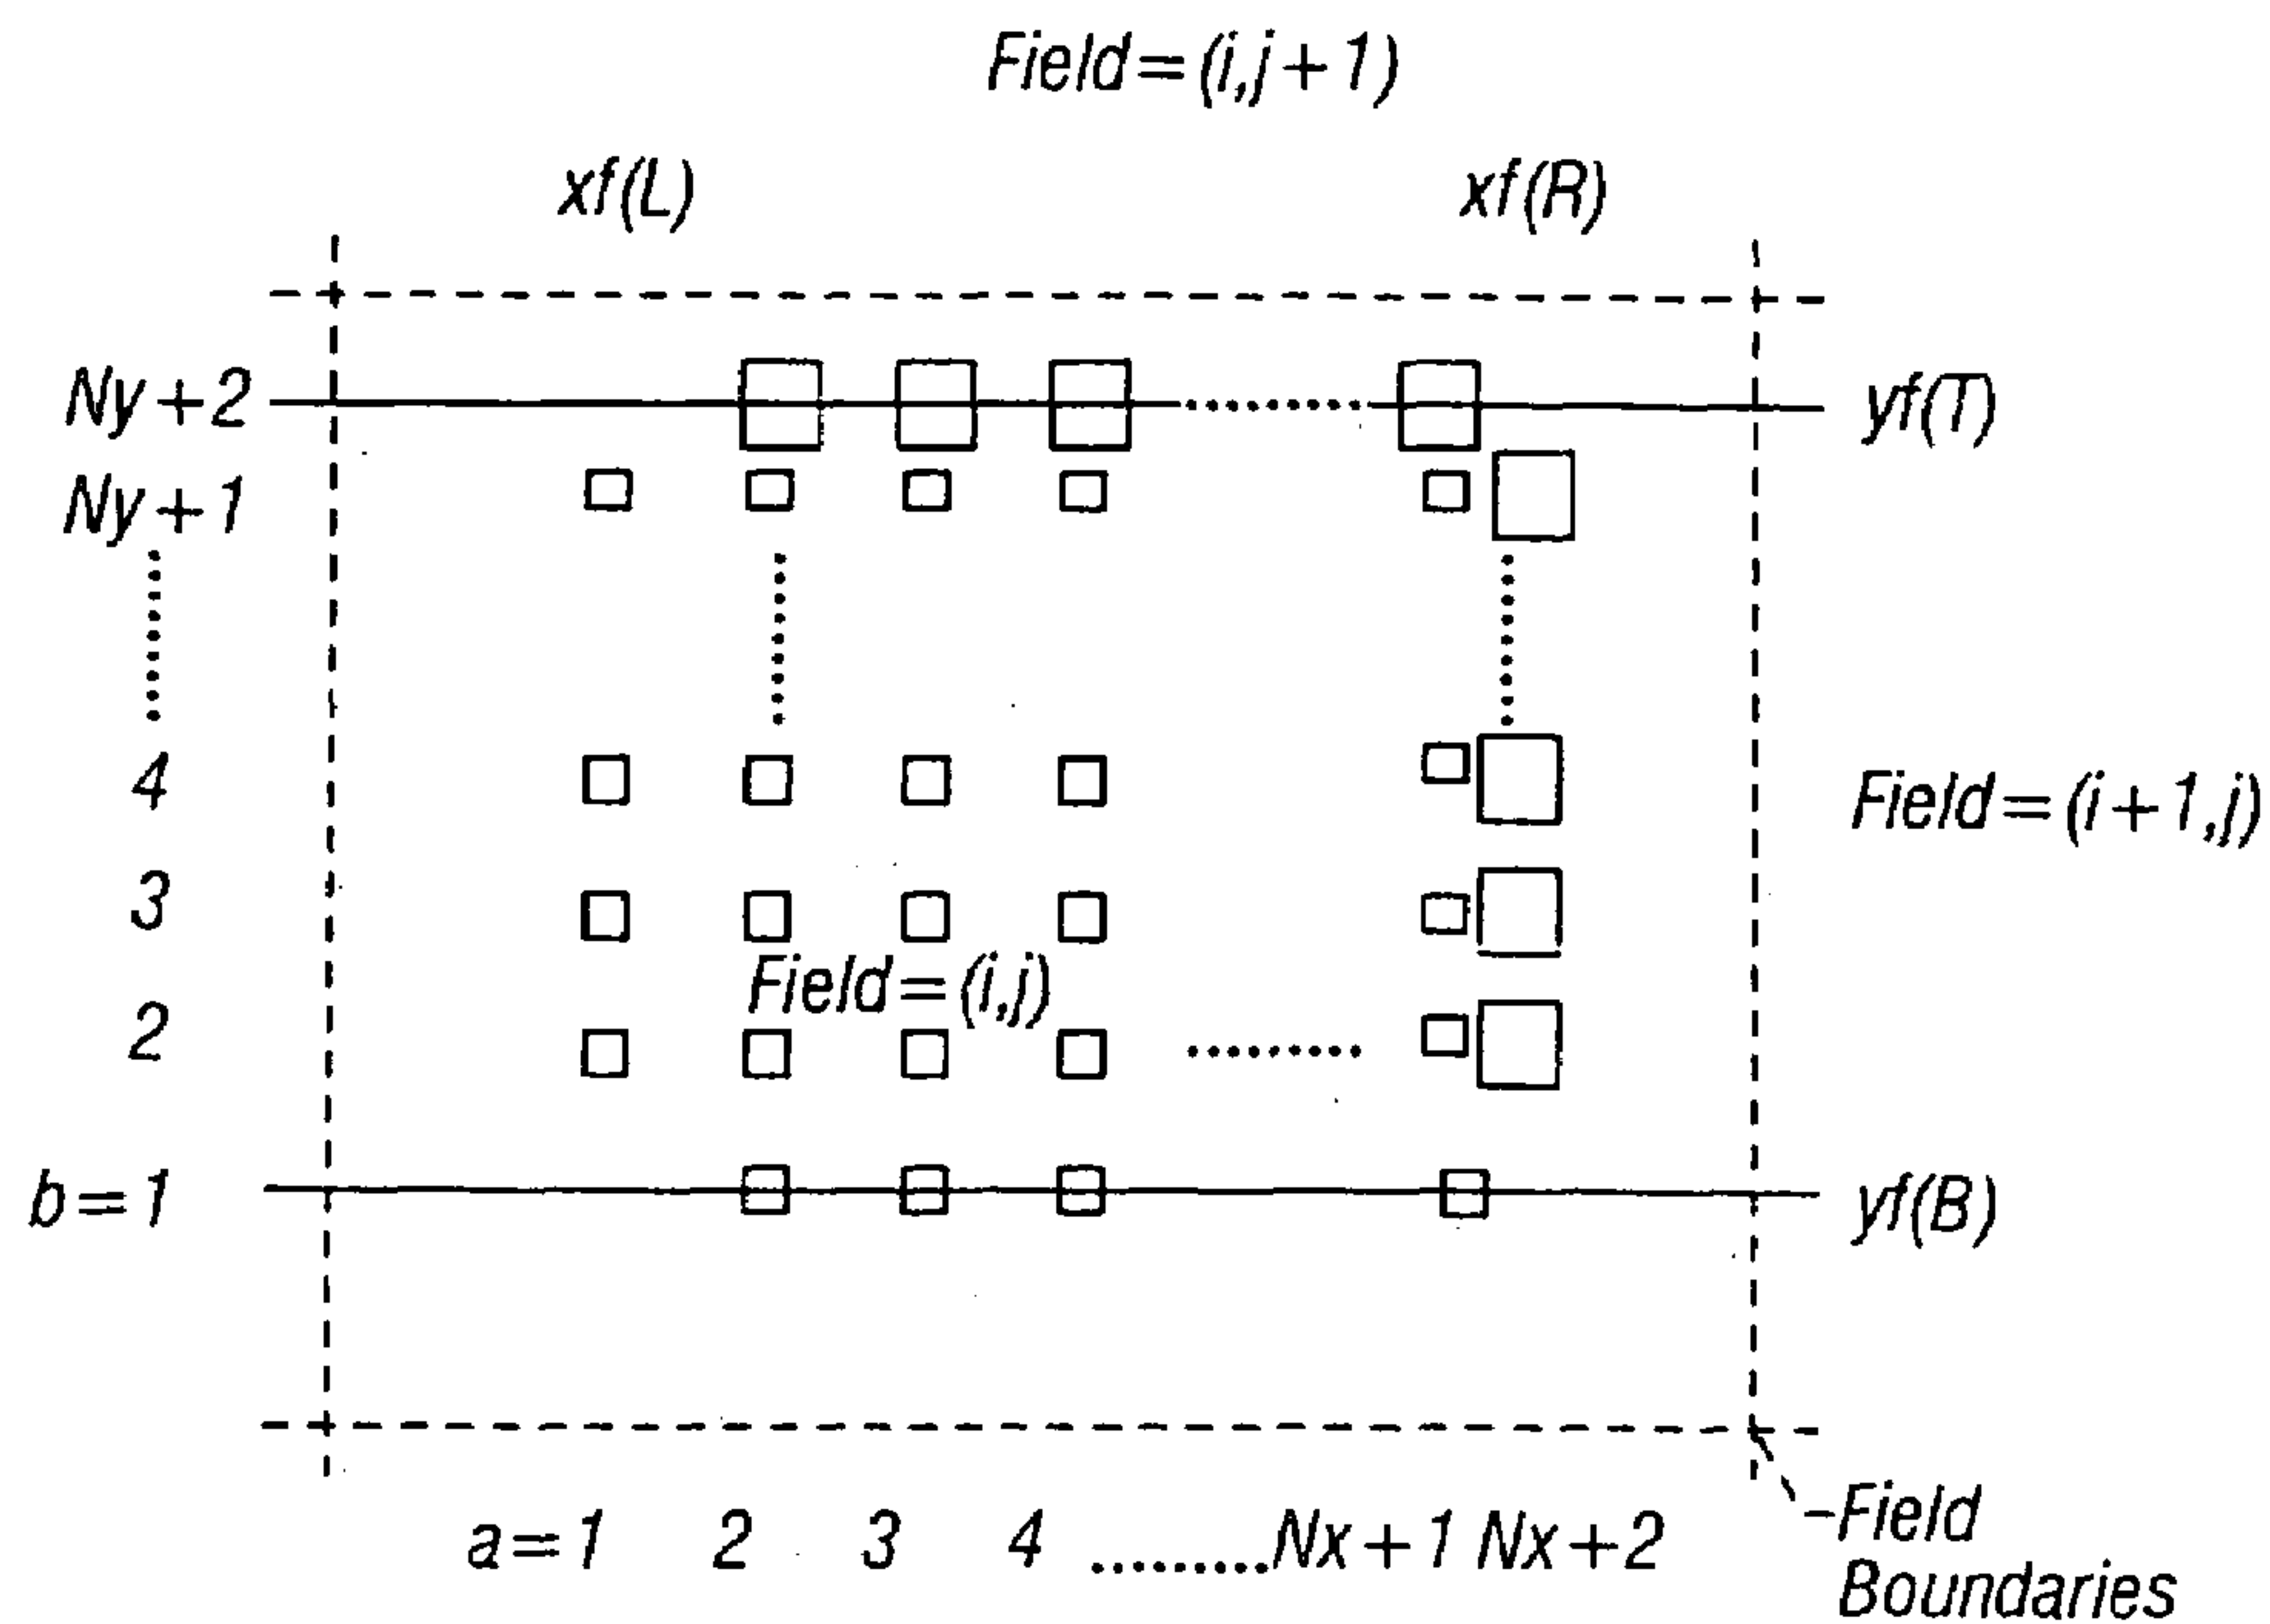 Field=(i,j+1)
xf(L) xf(R)
Ny+2 yf(T)
Ny+1
4
Field=(i+1,j)
3
Field=(i,j)
2
b=1 yf(B)
a=1 2 3 4 .........Nx+1 Nx+2
Field
Boundaries